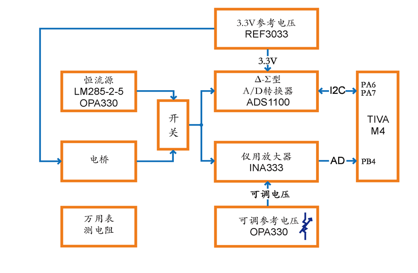 3.3V参考电压
REF3033
3.3V
恒流源
LM285-2-5
OPA330
Δ-Σ型
A/D转换器
ADS1100
I2C
PA6
PA7
TIVA
M4
开
关
电桥
仪用放大器
INA333
AD
PB4
可调电压
万用表
测电阻
可调参考电压
OPA330